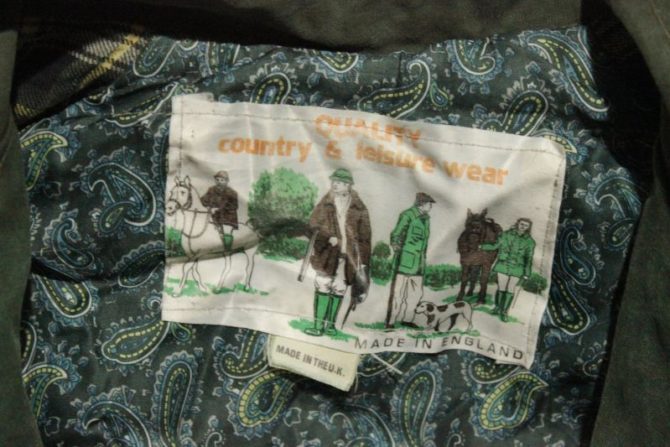 QUALITY
country & leisure wear
MADE IN ENGLAND
MADE IN THE U.K.